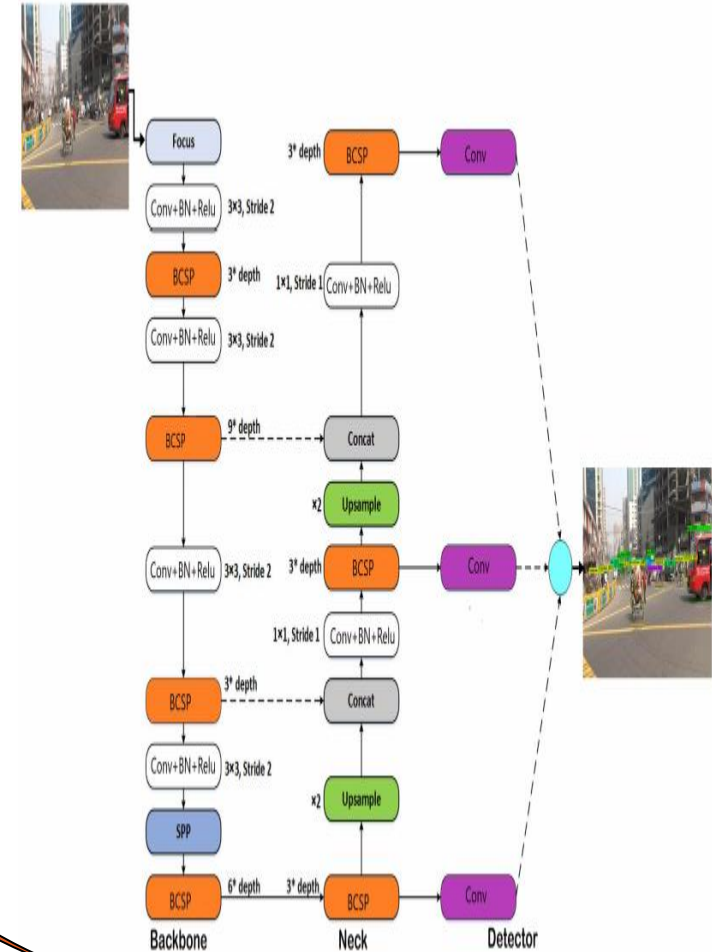 Focus
Conv+BN+Relu 3×3, Stride 2
BCSP 3* depth
Conv+BN+Relu 3×3, Stride 2
BCSP 9* depth
Conv+BN+Relu 3×3, Stride 2
BCSP 3* depth
Conv+BN+Relu 3×3, Stride 2
SPP
BCSP 6* depth
Backbone
3* depth BCSP
1×1, Stride 1 Conv+BN+Relu
Concat
×2 Upsample
3* depth BCSP
1×1, Stride 1 Conv+BN+Relu
Concat
×2 Upsample
3* depth BCSP
Neck
Conv
Conv
Conv
Detector